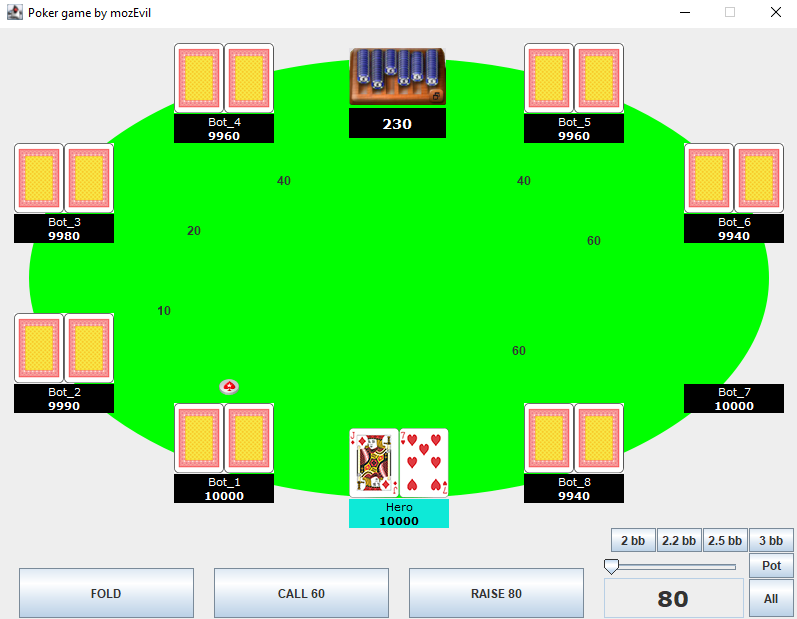 Poker game by mozEvil
Bot_4
9960
230
Bot_5
9960
Bot_3
9980
Bot_6
9940
40
40
20
60
10
60
Bot_2
9990
Bot_7
10000
Bot_1
10000
J
J
7
7
Hero
10000
Bot_8
9940
2 bb
2.2 bb
2.5 bb
3 bb
Pot
FOLD
CALL 60
RAISE 80
80
All